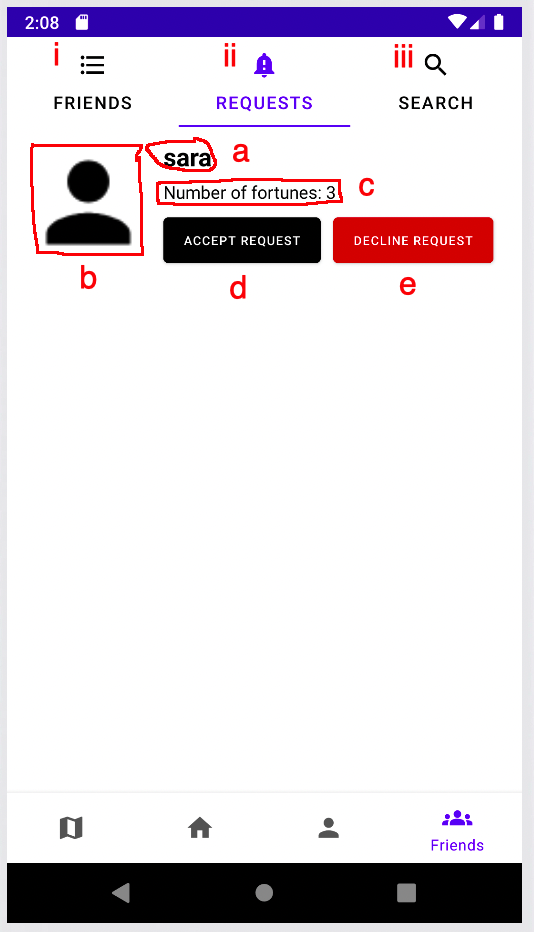 2:08
i ii iii
FRIENDS REQUESTS SEARCH
sara a
Number of fortunes: 3 c
ACCEPT REQUEST DECLINE REQUEST
b d e
Friends